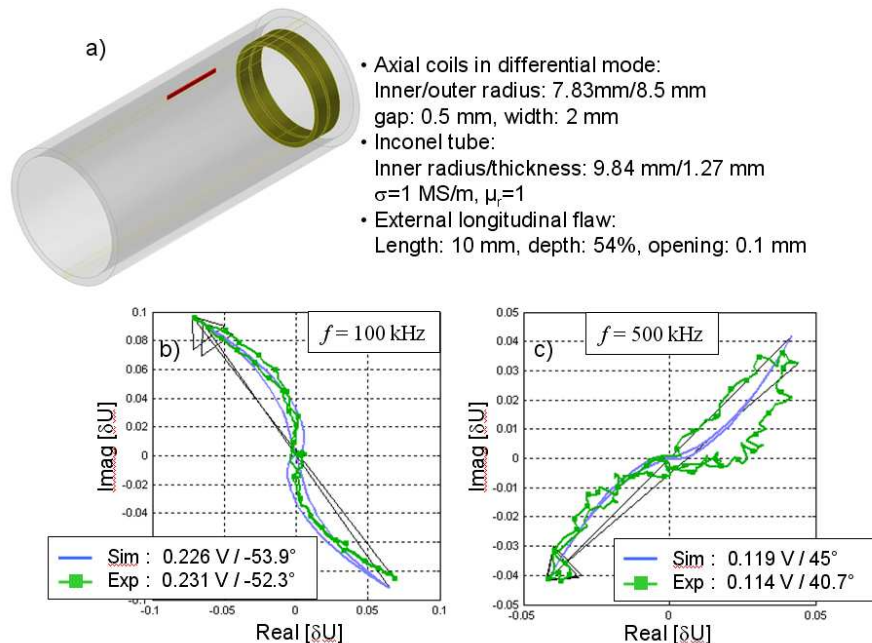 a)
• Axial coils in differential mode:
Inner/outer radius: 7.83mm/8.5 mm
gap: 0.5 mm, width: 2 mm
• Inconel tube:
Inner radius/thickness: 9.84 mm/1.27 mm
σ=1 MS/m, μr=1
• External longitudinal flaw:
Length: 10 mm, depth: 54%, opening: 0.1 mm
b)
f = 100 kHz
Imag [δU]
0.1
0.08
0.06
0.04
0.02
0
-0.02
-0.04
Sim : 0.226 V / -53.9°
Exp : 0.231 V / -52.3°
-0.1
-0.05
0
0.05
0.1
Real [δU]
c)
f = 500 kHz
Imag [δU]
0.05
0.04
0.03
0.02
0.01
0
-0.01
-0.02
-0.03
-0.04
-0.05
Sim : 0.119 V / 45°
Exp : 0.114 V / 40.7°
0
0.05
Real [δU]